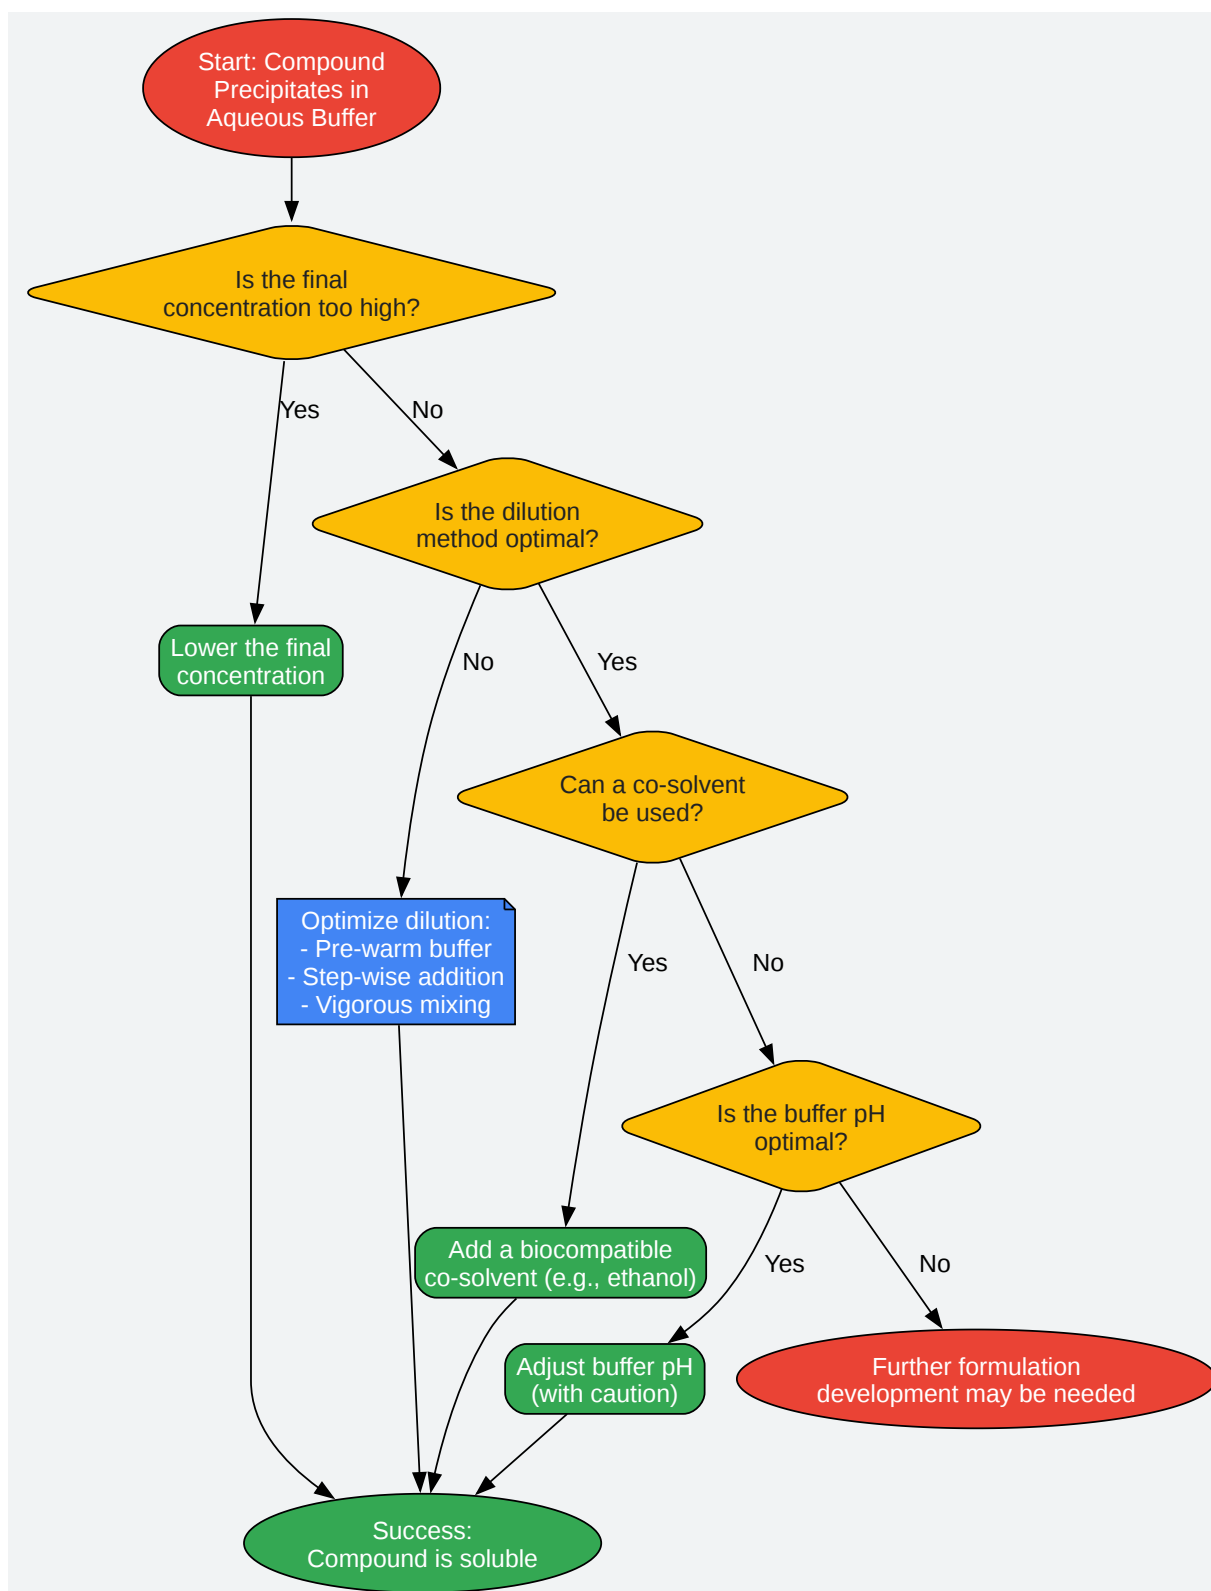 Start: Compound
Precipitates in
Aqueous Buffer
Is the final
concentration too high?
Yes
No
Is the dilution
method optimal?
Lower the final
concentration
No
Yes
Can a co-solvent
be used?
Optimize dilution:
- Pre-warm buffer
- Step-wise addition
- Vigorous mixing
Yes
No
Is the buffer pH
optimal?
Add a biocompatible
co-solvent (e.g., ethanol)
Yes
No
Adjust buffer pH
(with caution)
Further formulation
development may be needed
Success:
Compound is soluble